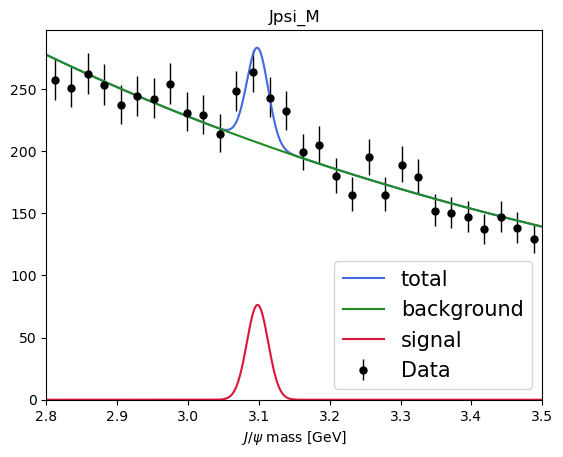 Jpsi_M
250
200
150
100
50
0
total
background
signal
Data
2.8 2.9 3.0 3.1 3.2 3.3 3.4 3.5
J/ψ mass [GeV]